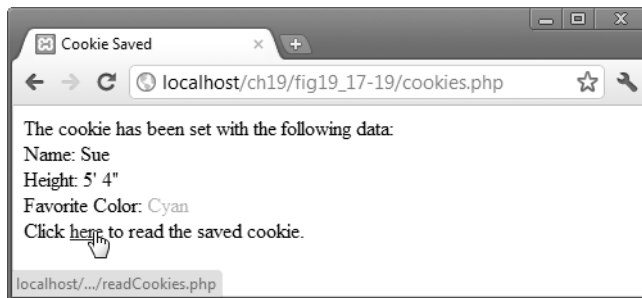 Cookie Saved
localhost/ch19/fig19_17-19/cookies.php
The cookie has been set with the following data:
Name: Sue
Height: 5' 4"
Favorite Color: Cyan
Click here to read the saved cookie.
localhost/.../readCookies.php